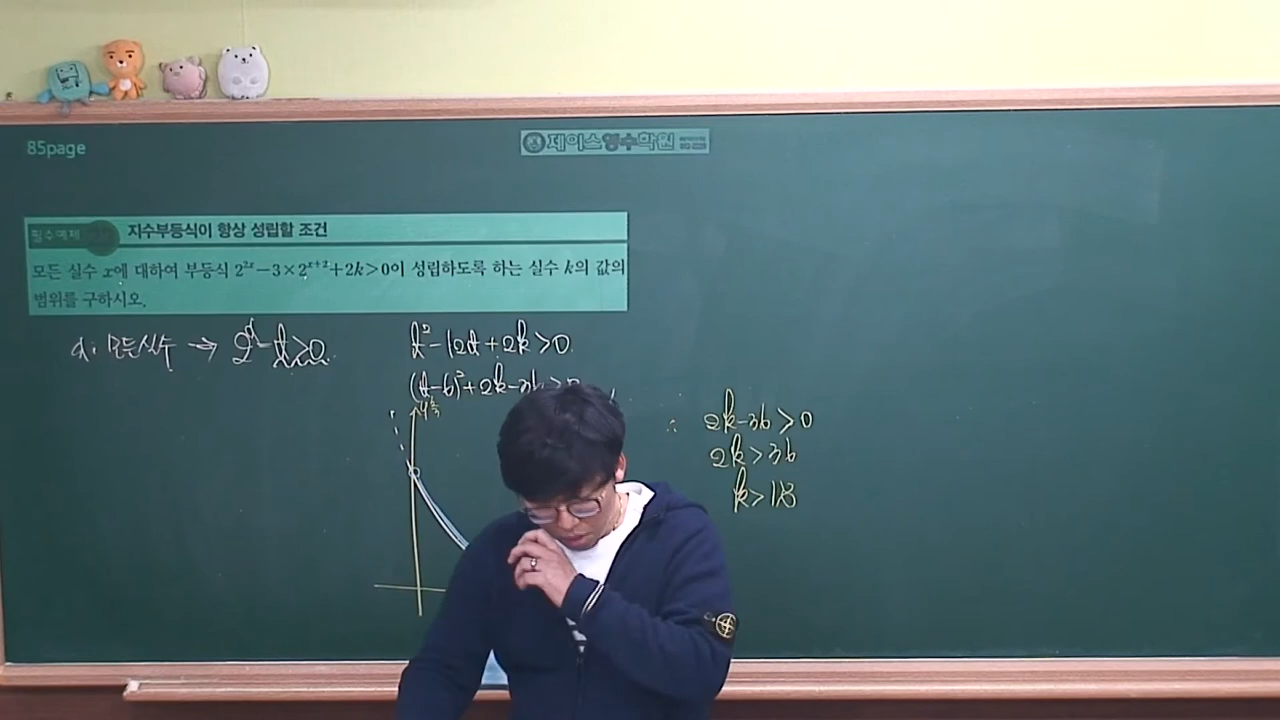 85page
제이스영수학원
필수예제
지수부등식이 항상 성립할 조건
모든 실수 x에 대하여 부등식 2²ˣ-3×2ˣ⁺²+2k>0이 성립하도록 하는 실수 k의 값의
범위를 구하시오.
x: 모든실수 → 2ˣ=t>0.
t²-12t+2k>0.
(t-6)²+2k-36>0
y축
∴ 2k-36>0
2k>36
k>18